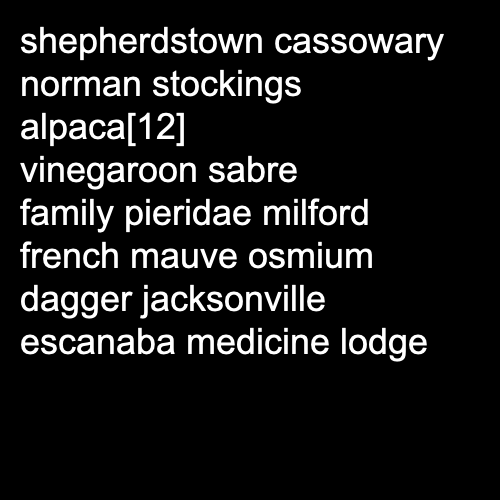 shepherdstown cassowary
norman stockings
alpaca[12]
vinegaroon sabre
family pieridae milford
french mauve osmium
dagger jacksonville
escanaba medicine lodge